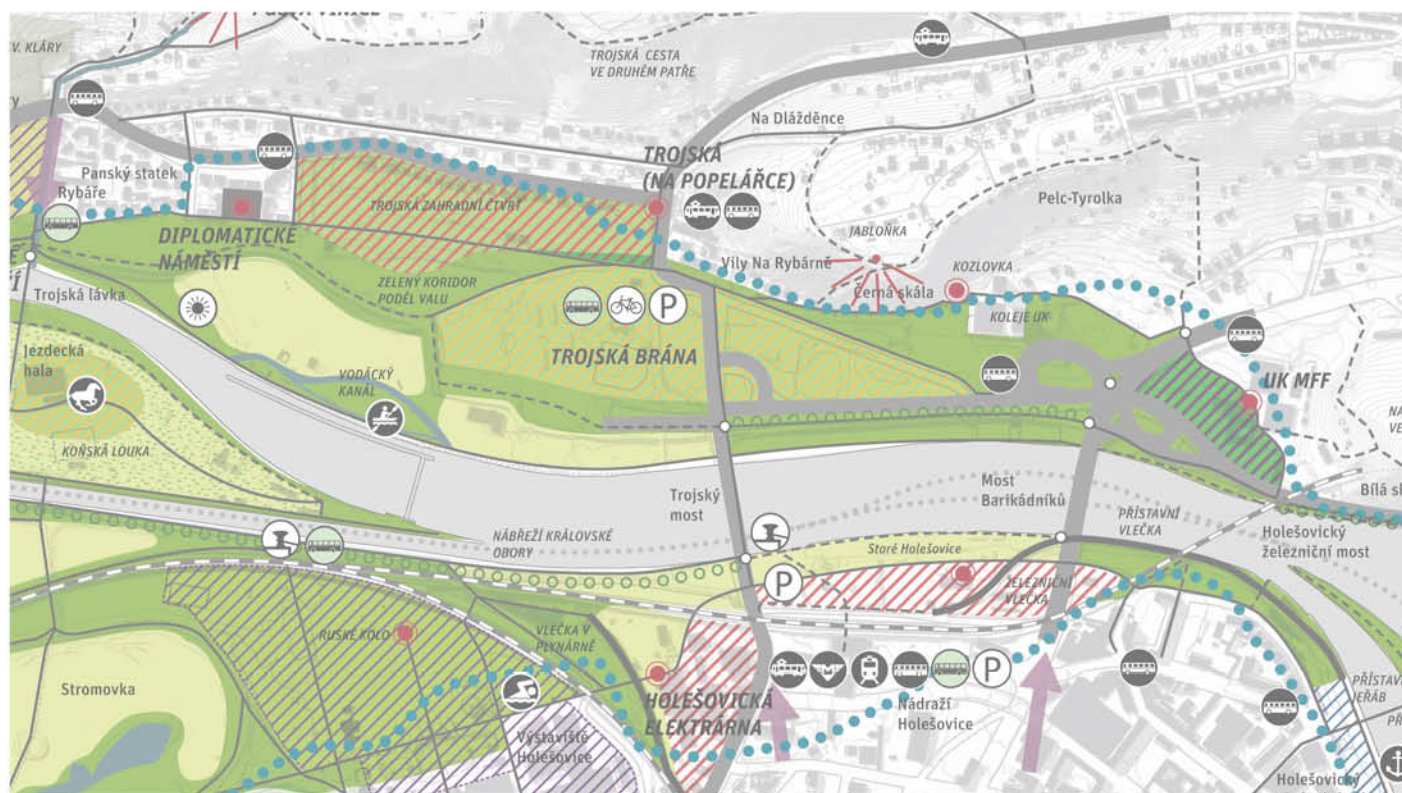 V. KLÁRY
TROJSKÁ CESTA
VE DRUHÉM PATŘE
Na Dlážděnce
TROJSKÁ
(NA POPELÁŘCE)
Panský statek
Rybáře
TROJSKÁ ZAHRADNÍ ČTVRŤ
Pelc-Tyrolka
JABLOŇKA
DIPLOMATICKÉ
NÁMĚSTÍ
Vily Na Rybárně
KOZLOVKA
Černá skála
ZELENÝ KORIDOR
PODÉL VALU
Trojská lávka
KOLEJE UK
P
TROJSKÁ BRÁNA
Jezdecká
hala
VODÁCKÝ
KANÁL
UK MFF
KOŇSKÁ LOUKA
Trojský
most
Most
Barikádníků
PŘÍSTAVNÍ
VLEČKA
Bílá
Holešovický
železniční most
NÁBŘEŽÍ KRÁLOVSKÉ
OBORY
Staré Holešovice
P
ŽELEZNIČNÍ
VLEČKA
RUSKÉ KOLO
VLEČKA V
PLYNÁRNĚ
P
Stromovka
HOLEŠOVICKÁ
ELEKTRÁRNA
Nádraží
Holešovice
JEŘÁB
Výstaviště
Holešovice
Holešovický